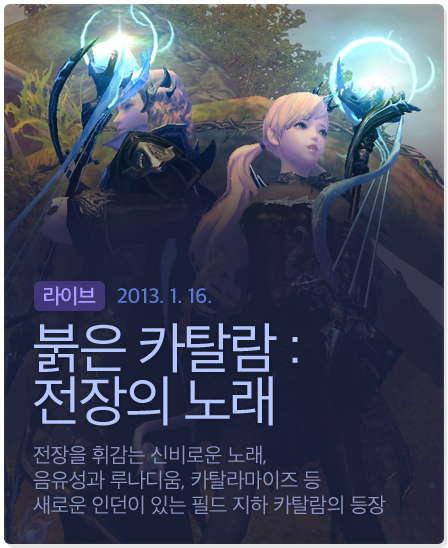 라이브 2013. 1. 16.
붉은 카탈람 :
전장의 노래
전장을 휘감는 신비로운 노래,
음유성과 루나디움, 카탈라마이즈 등
새로운 인던이 있는 필드 지하 카탈람의 등장